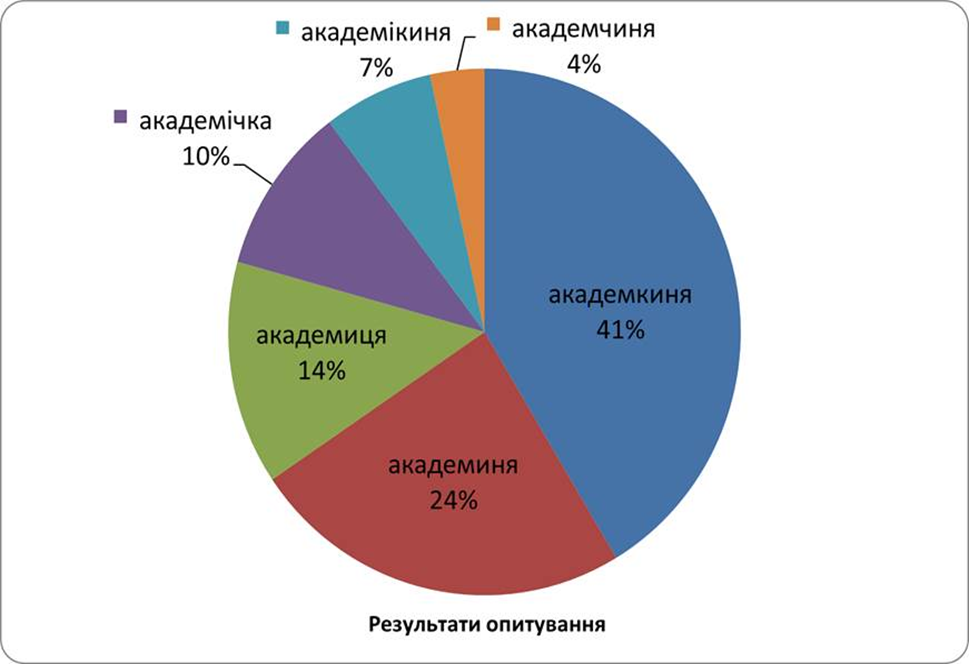 академікиня
7%
академчиня
4%
академічка
10%
академкиня
41%
академиця
14%
академиня
24%
Результати опитування